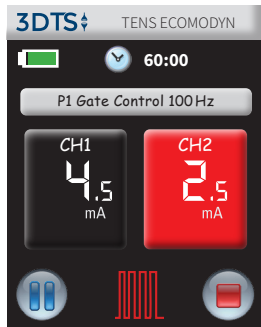 3DTS TENS ECOMODYN
60:00
P1 Gate Control 100 Hz
CH1 CH2
4.5 2.5
mA mA